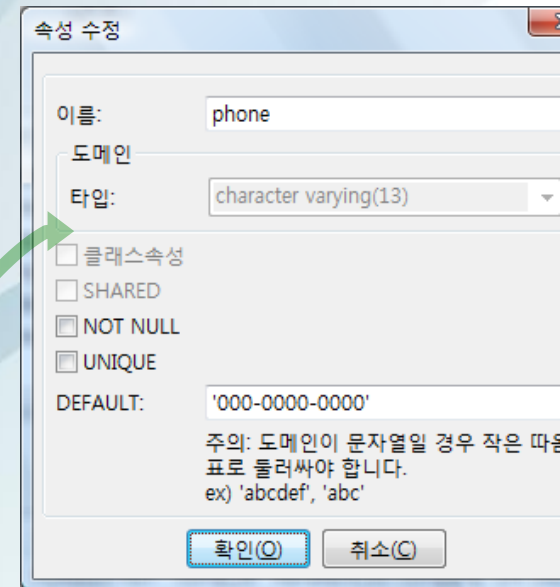 속성 수정
이름: phone
도메인
타입: character varying(13)
클래스속성
SHARED
NOT NULL
UNIQUE
DEFAULT: '000-0000-0000'
주의: 도메인이 문자열일 경우 작은 따옴
표로 둘러싸야 합니다.
ex) 'abcdef', 'abc'
확인(O) 취소(C)